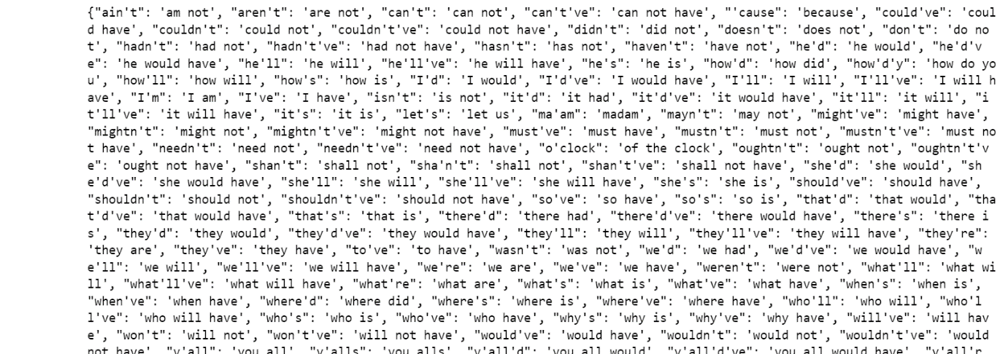 {"ain't": 'am not', "aren't": 'are not', "can't": 'can not', "can't've": 'can not have', "'cause": 'because', "could've": 'coul
d have', "couldn't": 'could not', "couldn't've": 'could not have', "didn't": 'did not', "doesn't": 'does not', "don't": 'do no
t', "hadn't": 'had not', "hadn't've": 'had not have', "hasn't": 'has not', "haven't": 'have not', "he'd": 'he would', "he'd'v
e": 'he would have', "he'll": 'he will', "he'll've": 'he will have', "he's": 'he is', "how'd": 'how did', "how'd'y": 'how do yo
u', "how'll": 'how will', "how's": 'how is', "I'd": 'I would', "I'd've": 'I would have', "I'll": 'I will', "I'll've": 'I will h
ave', "I'm": 'I am', "I've": 'I have', "isn't": 'is not', "it'd": 'it had', "it'd've": 'it would have', "it'll": 'it will', "i
t'll've": 'it will have', "it's": 'it is', "let's": 'let us', "ma'am": 'madam', "mayn't": 'may not', "might've": 'might have',
"mightn't": 'might not', "mightn't've": 'might not have', "must've": 'must have', "mustn't": 'must not', "mustn't've": 'must no
t have', "needn't": 'need not', "needn't've": 'need not have', "o'clock": 'of the clock', "oughtn't": 'ought not', "oughtn't'v
e": 'ought not have', "shan't": 'shall not', "sha'n't": 'shall not', "shan't've": 'shall not have', "she'd": 'she would', "sh
e'd've": 'she would have', "she'll": 'she will', "she'll've": 'she will have', "she's": 'she is', "should've": 'should have',
"shouldn't": 'should not', "shouldn't've": 'should not have', "so've": 'so have', "so's": 'so is', "that'd": 'that would', "tha
t'd've": 'that would have', "that's": 'that is', "there'd": 'there had', "there'd've": 'there would have', "there's": 'there i
s', "they'd": 'they would', "they'd've": 'they would have', "they'll": 'they will', "they'll've": 'they will have', "they're":
'they are', "they've": 'they have', "to've": 'to have', "wasn't": 'was not', "we'd": 'we had', "we'd've": 'we would have', "w
e'll": 'we will', "we'll've": 'we will have', "we're": 'we are', "we've": 'we have', "weren't": 'were not', "what'll": 'what wi
ll', "what'll've": 'what will have', "what're": 'what are', "what's": 'what is', "what've": 'what have', "when's": 'when is',
"when've": 'when have', "where'd": 'where did', "where's": 'where is', "where've": 'where have', "who'll": 'who will', "who'l
l've": 'who will have', "who's": 'who is', "who've": 'who have', "why's": 'why is', "why've": 'why have', "will've": 'will hav
e', "won't": 'will not', "won't've": 'will not have', "would've": 'would have', "wouldn't": 'would not', "wouldn't've": 'would
not have', "y'all": 'you all', "y'alls": 'you alls', "y'all'd": 'you all would', "y'all'd've": 'you all would have', "y'all'r